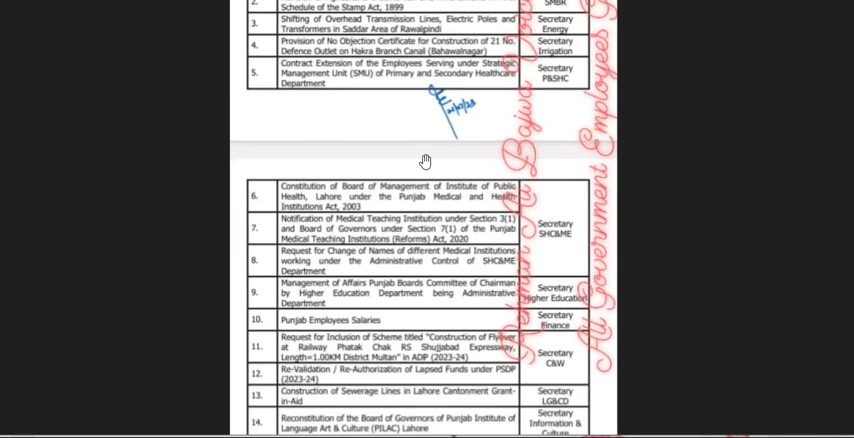 2.
Schedule of the Stamp Act, 1899
SMBR
3.
Shifting of Overhead Transmission Lines, Electric Poles and
Transformers in Saddar Area of Rawalpindi
Secretary
Energy
4.
Provision of No Objection Certificate for Construction of 21 No.
Defence Outlet on Hakra Branch Canal (Bahawalnagar)
Secretary
Irrigation
5.
Contract Extension of the Employees Serving under Strategic
Management Unit (SMU) of Primary and Secondary Healthcare
Department
Secretary
P&SHC
6.
Constitution of Board of Management of Institute of Public
Health, Lahore under the Punjab Medical and Health
Institutions Act, 2003
7.
Notification of Medical Teaching Institution under Section 3(1)
and Board of Governors under Section 7(1) of the Punjab
Medical Teaching Institutions (Reforms) Act, 2020
Secretary
SHC&ME
8.
Request for Change of Names of different Medical Institutions
working under the Administrative Control of SHC&ME
Department
9.
Management of Affairs Punjab Boards Committee of Chairman
by Higher Education Department being Administrative
Department
Secretary
Higher Education
10.
Punjab Employees Salaries
Secretary
Finance
11.
Request for Inclusion of Scheme titled "Construction of Flyover
at Railway Phatak Chak RS Shujjabad Expressway,
Length=1.00KM District Multan" in ADP (2023-24)
Secretary
C&W
12.
Re-Validation / Re-Authorization of Lapsed Funds under PSDP
(2023-24)
13.
Construction of Sewerage Lines in Lahore Cantonment Grant-
in-Aid
Secretary
LG&CD
14.
Reconstitution of the Board of Governors of Punjab Institute of
Language Art & Culture (PILAC) Lahore
Secretary
Information &
Culture
Rehman Ali Bajwa
All Government Employees